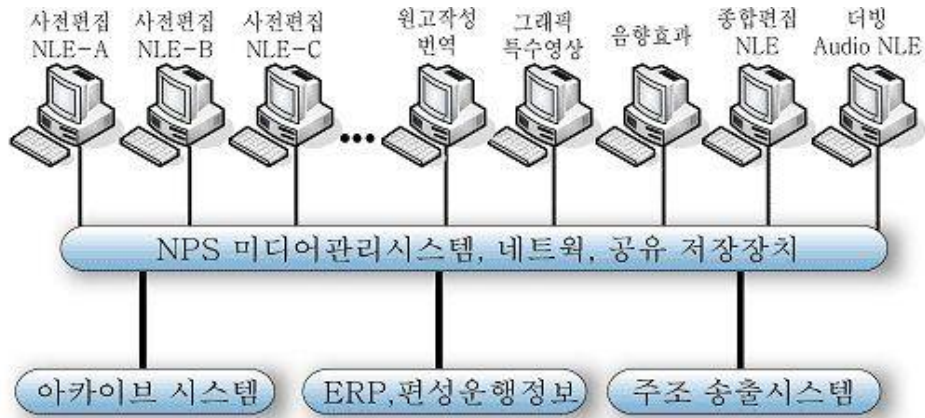 사전편집
NLE-A
사전편집
NLE-B
사전편집
NLE-C
원고작성
번역
그래픽
특수영상
음향효과
종합편집
NLE
더빙
Audio NLE
NPS 미디어관리시스템, 네트웍, 공유 저장장치
아카이브 시스템
ERP,편성운행정보
주조 송출시스템